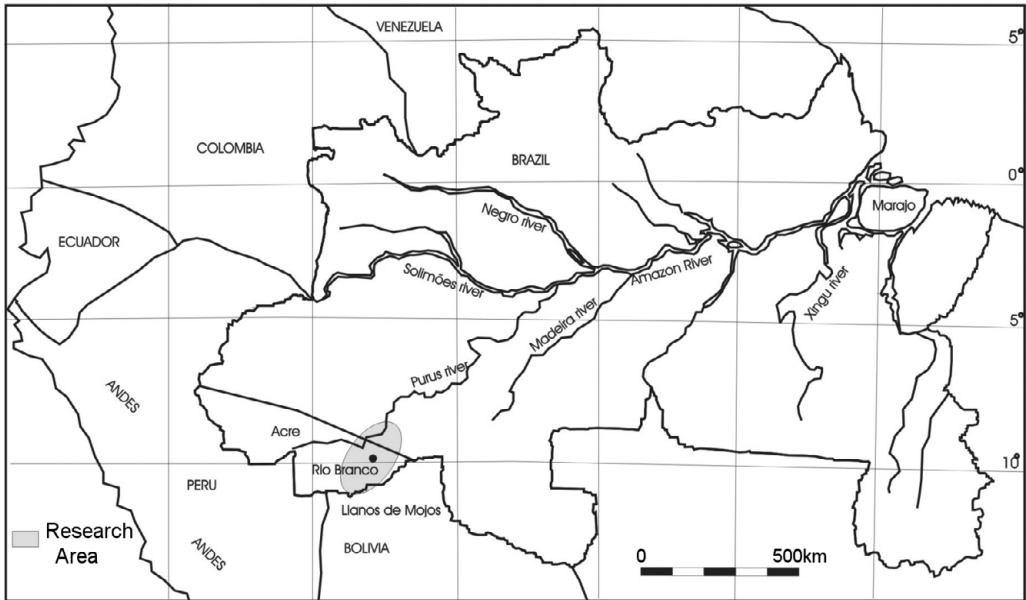 VENEZUELA
5°
COLOMBIA
BRAZIL
0°
Negro river
Marajo
ECUADOR
Solimões river
Amazon River
Xingu river
Madeira river
5°
Purus river
ANDES
Acre
Rio Branco
10°
PERU
Llanos de Mojos
Research
Area
ANDES
BOLIVIA
0 500km